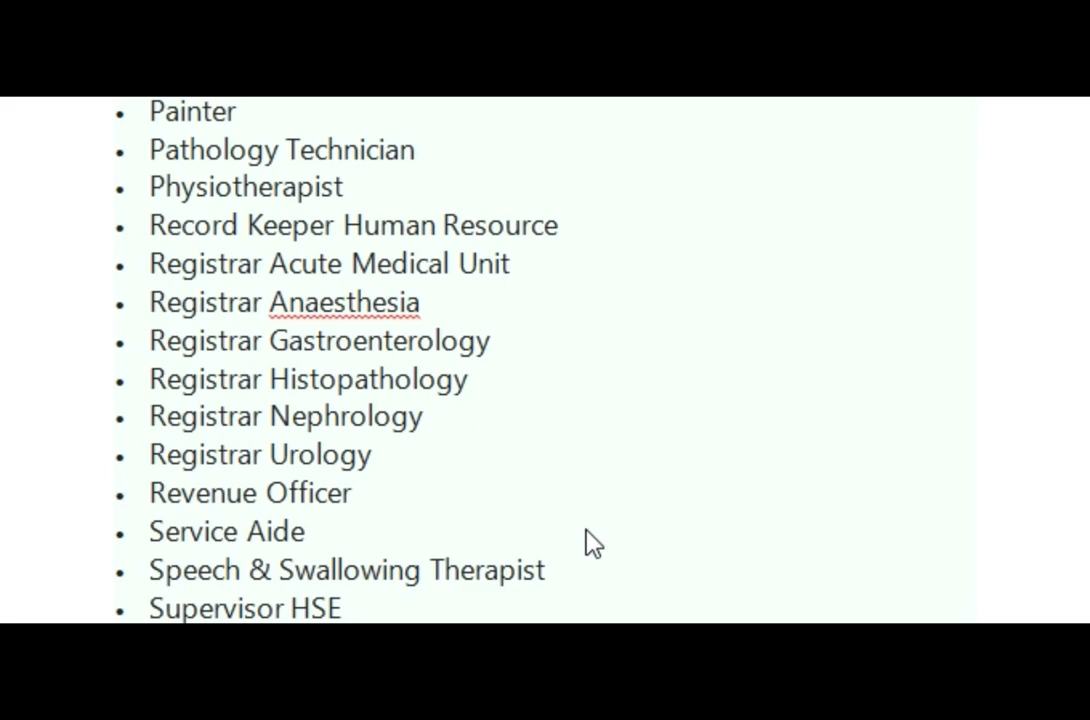 • Painter
• Pathology Technician
• Physiotherapist
• Record Keeper Human Resource
• Registrar Acute Medical Unit
• Registrar Anaesthesia
• Registrar Gastroenterology
• Registrar Histopathology
• Registrar Nephrology
• Registrar Urology
• Revenue Officer
• Service Aide
• Speech & Swallowing Therapist
• Supervisor HSE